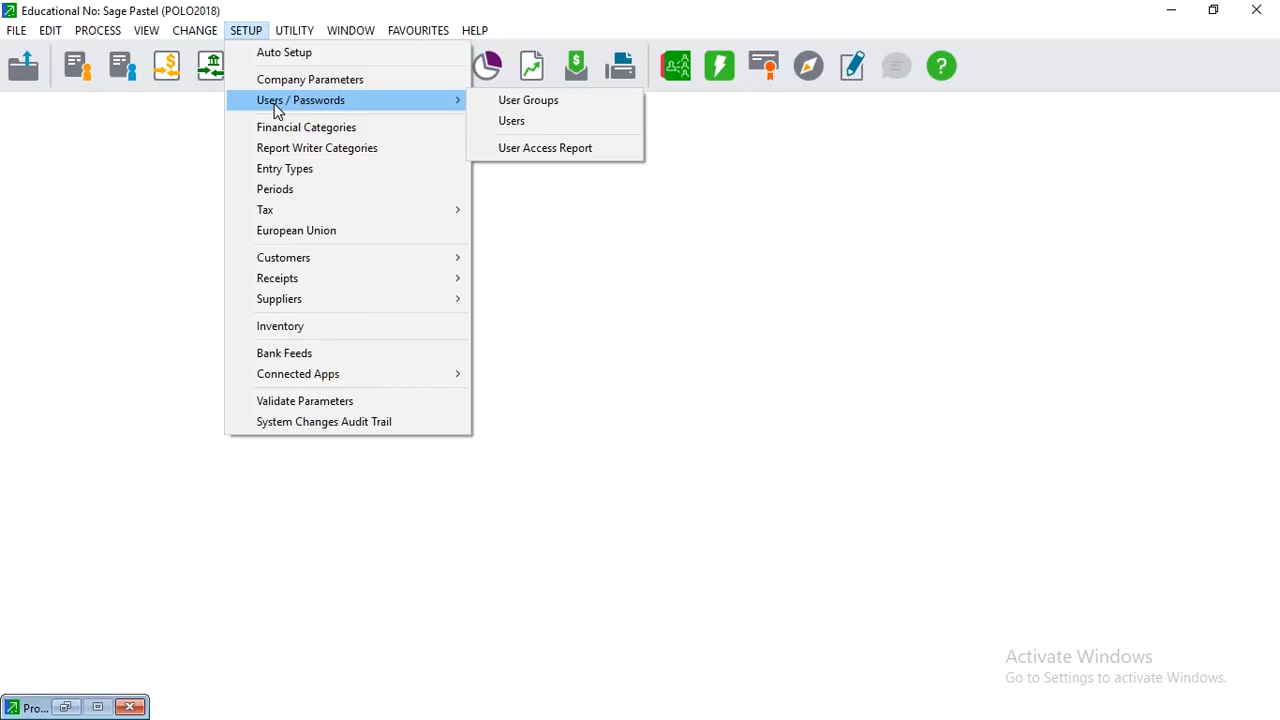 Educational No: Sage Pastel (POLO2018)
FILE EDIT PROCESS VIEW CHANGE SETUP UTILITY WINDOW FAVOURITES HELP
Auto Setup
Company Parameters
Users / Passwords
Financial Categories
Report Writer Categories
Entry Types
Periods
Tax
European Union
Customers
Receipts
Suppliers
Inventory
Bank Feeds
Connected Apps
Validate Parameters
System Changes Audit Trail
User Groups
Users
User Access Report
Activate Windows
Go to Settings to activate Windows.
Pro...